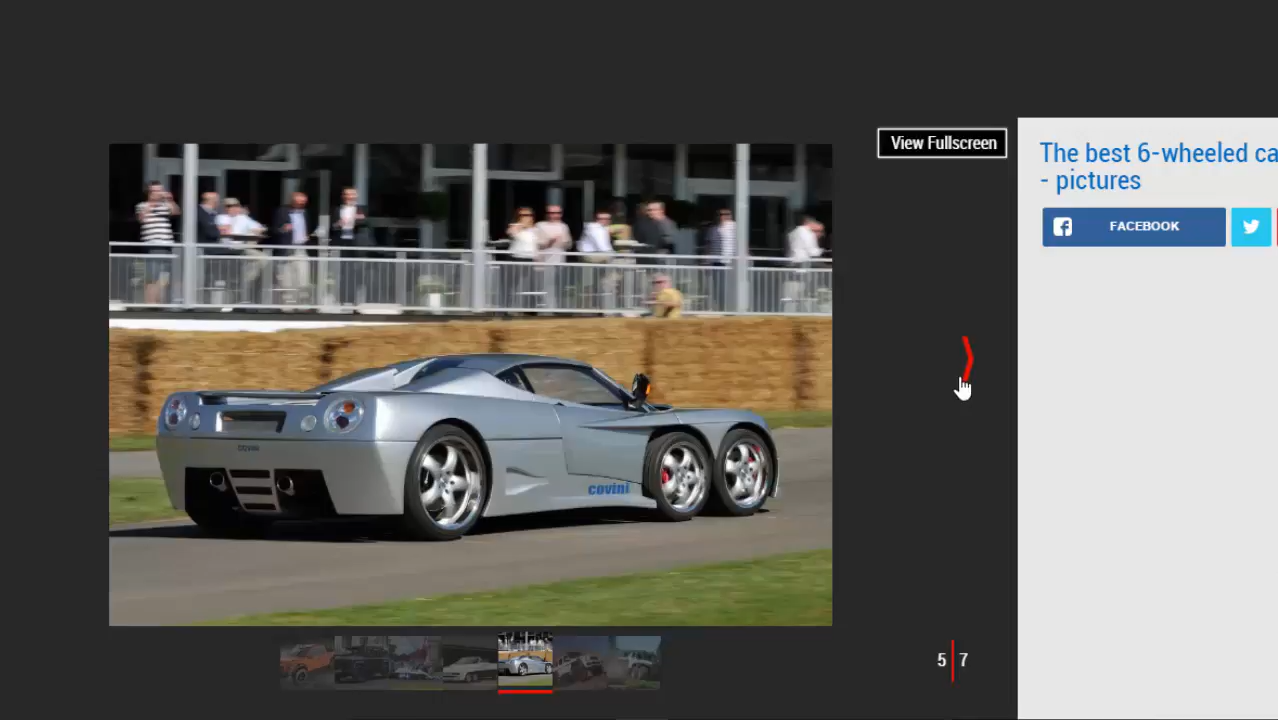 View Fullscreen
The best 6-wheeled ca
- pictures
FACEBOOK
covini
5 7